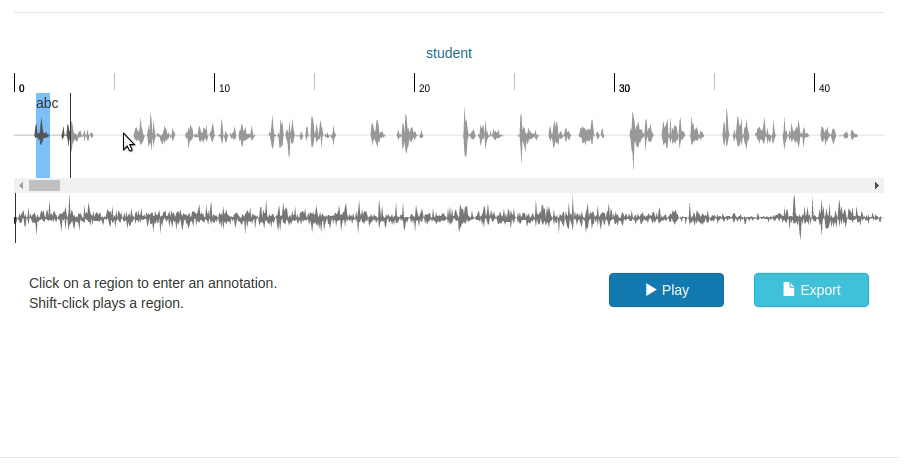 student
0 10 20 30 40
abc
Click on a region to enter an annotation.
Shift-click plays a region.
Play
Export